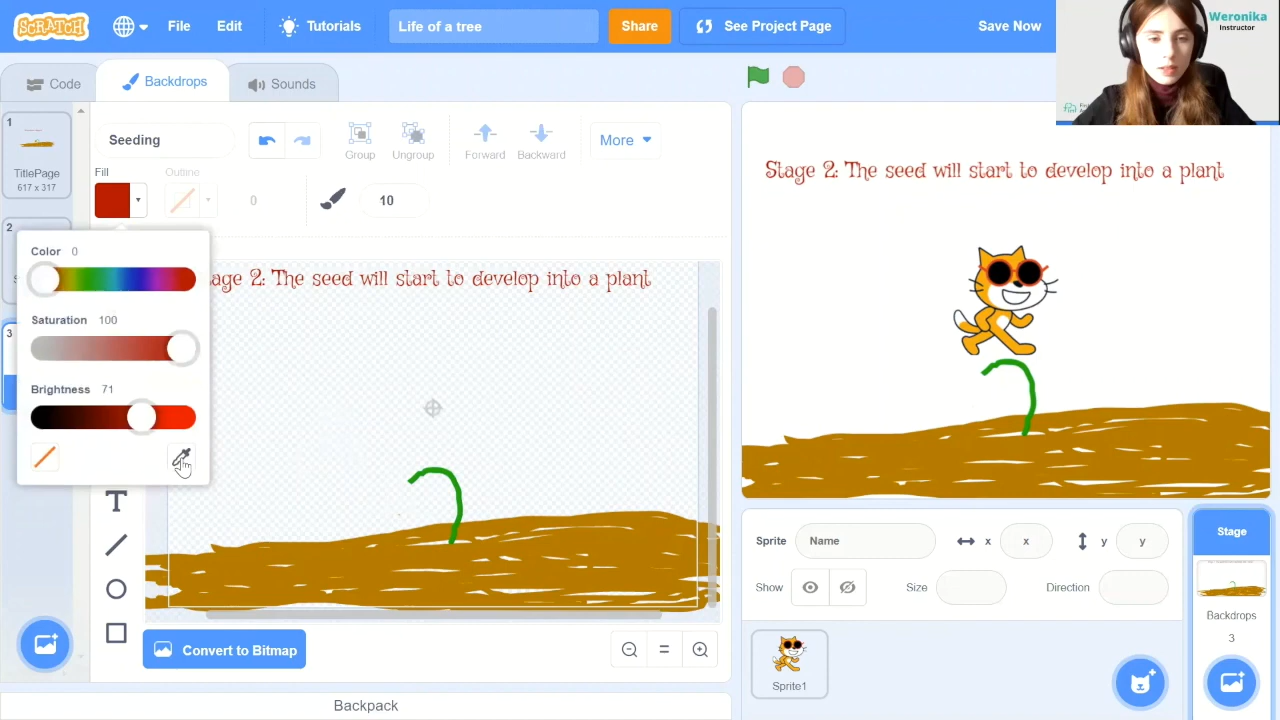 SCRATCH
File
Edit
Tutorials
Life of a tree
Share
See Project Page
Save Now
Weronika
Instructor
Code
Backdrops
Sounds
1
TitlePage
617 x 317
2
3
Seeding
Group
Ungroup
Forward
Backward
More
Fill
Outline
0
10
Color 0
Saturation 100
Brightness 71
age 2: The seed will start to develop into a plant
T
Convert to Bitmap
Backpack
Stage 2: The seed will start to develop into a plant
Sprite
Name
x
x
y
y
Show
Size
Direction
Sprite1
Stage
Backdrops
3